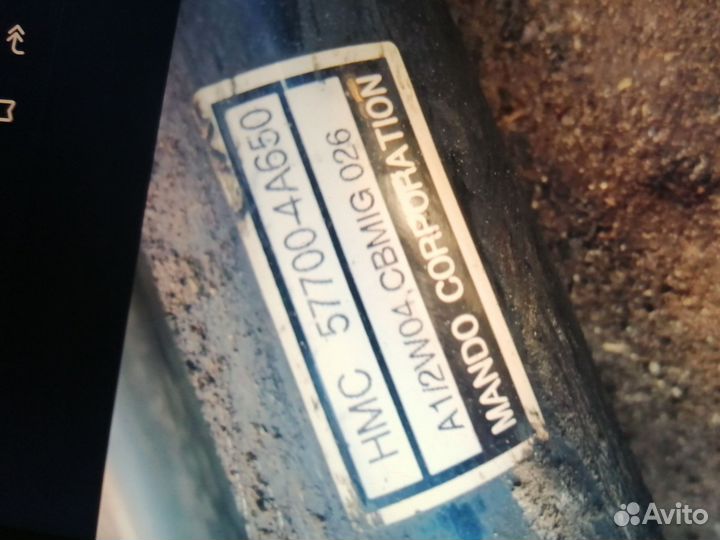 HMC 57700-4A650
A1/2W04,CBMIG 026
MANDO CORPORATION
Avito